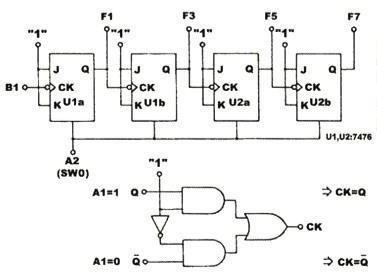 F1 F3 F5 F7
"1" "1" "1" "1"
J Q J Q J Q J Q
B1 CK CK CK CK
K U1a K U1b K U2a K U2b
U1,U2:7476
A2
(SW0)
"1"
A1=1 Q ⇒ CK=Q
CK
A1=0 Q̄ ⇒ CK=Q̄